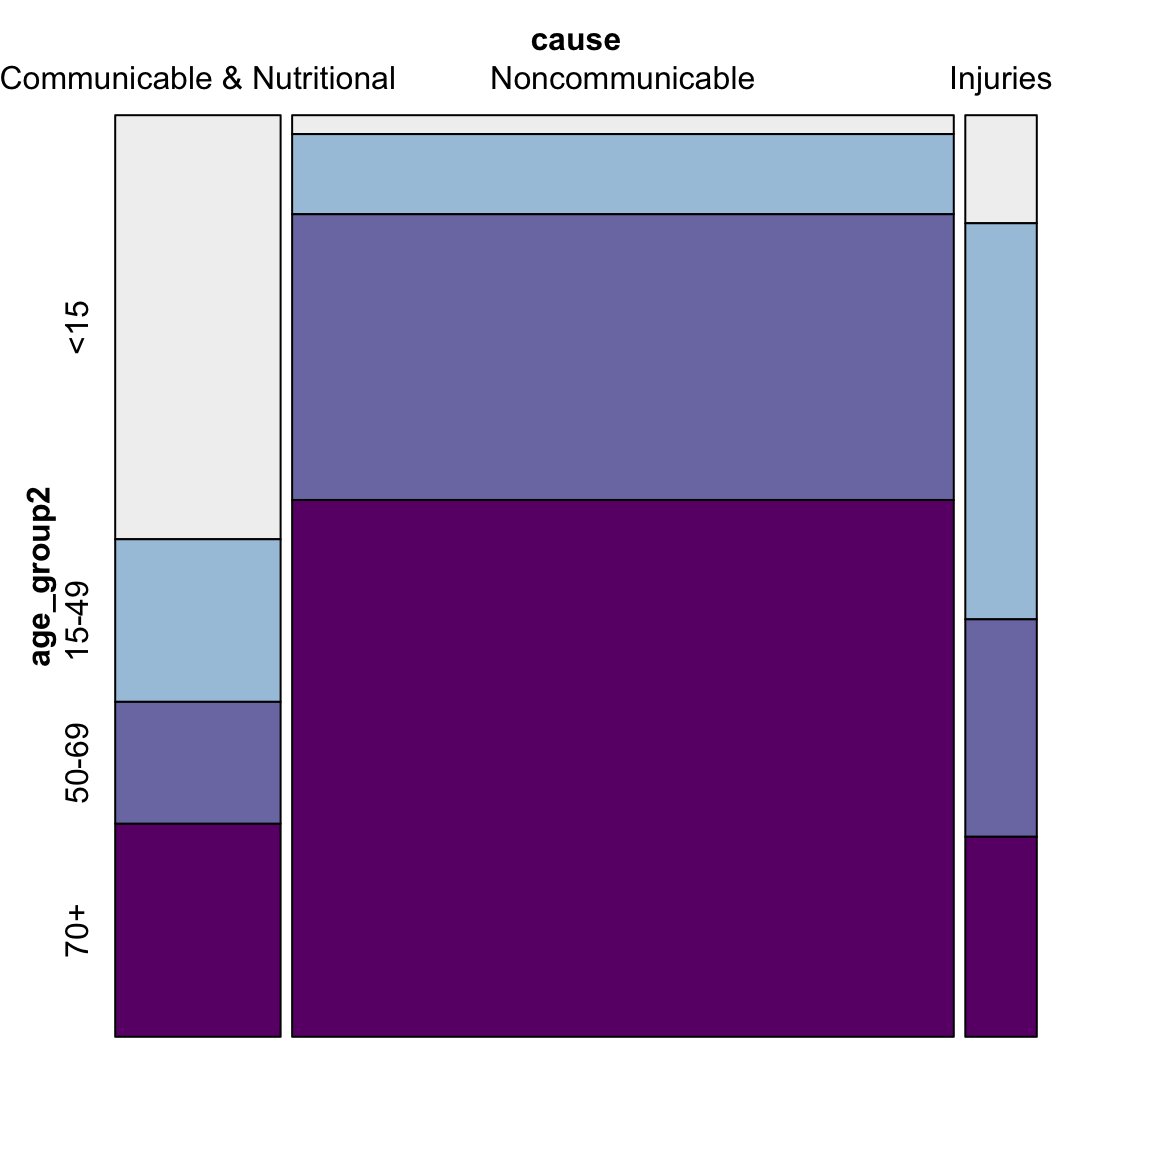 cause
Communicable & Nutritional
Noncommunicable
Injuries
age_group2
<15
15-49
50-69
70+